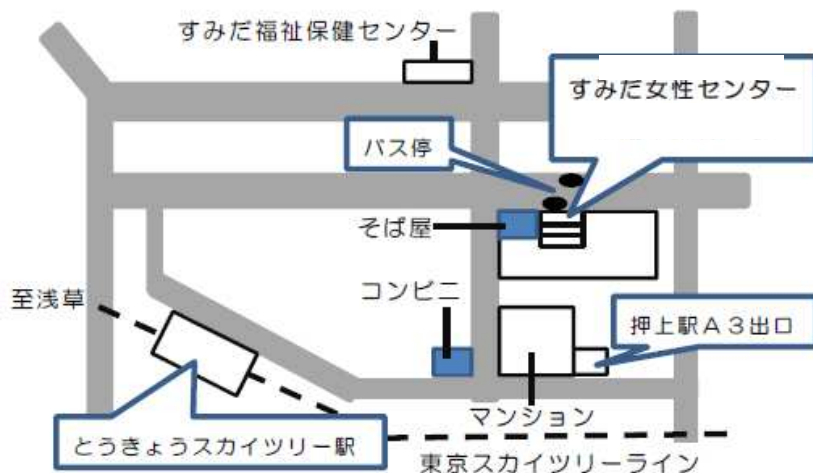 すみだ福祉保健センター
すみだ女性センター
バス停
そば屋
至浅草
コンビニ
押上駅A3出口
マンション
とうきょうスカイツリー駅
東京スカイツリーライン